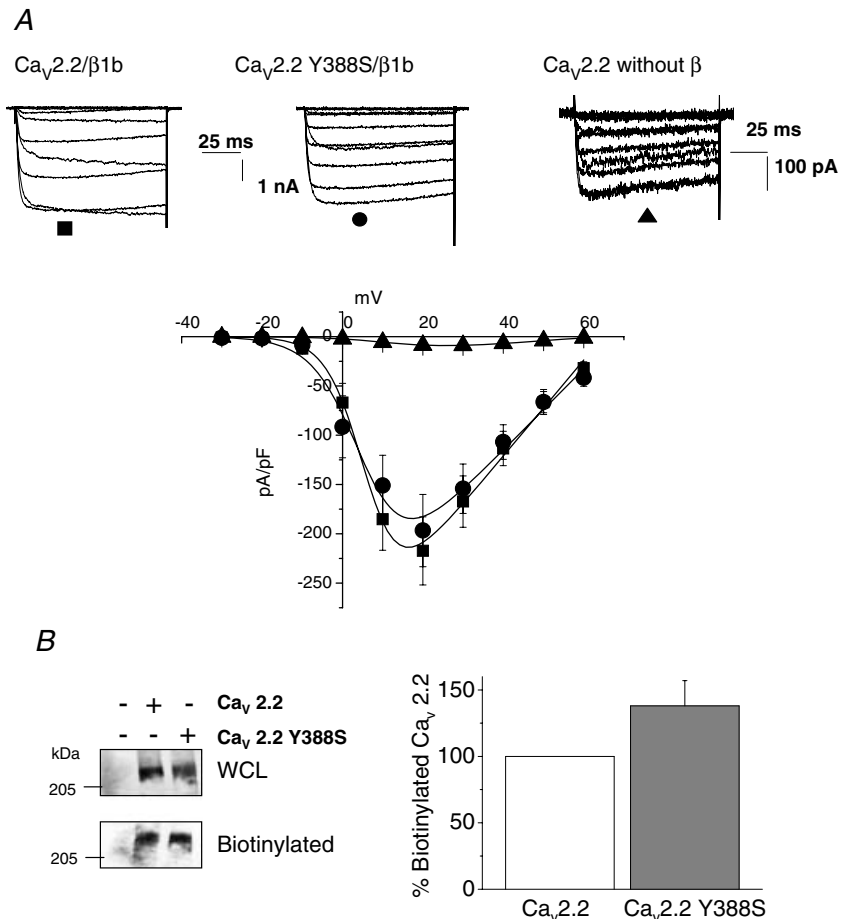 A
CaV2.2/β1b
CaV2.2 Y388S/β1b
CaV2.2 without β
25 ms
1 nA
25 ms
100 pA
mV
-40 -20 0 20 40 60
0
-50
-100
-150
-200
-250
pA/pF
B
- + - Cav 2.2
- - + Cav 2.2 Y388S
kDa
205
WCL
205
Biotinylated
% Biotinylated Cav 2.2
150
100
50
0
Cav2.2 Cav2.2 Y388S